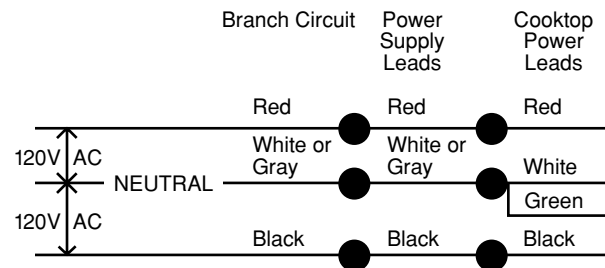 Branch Circuit Power Supply Leads Cooktop Power Leads
Red Red Red
120V AC White or Gray White or Gray White
NEUTRAL
Green
120V AC Black Black Black